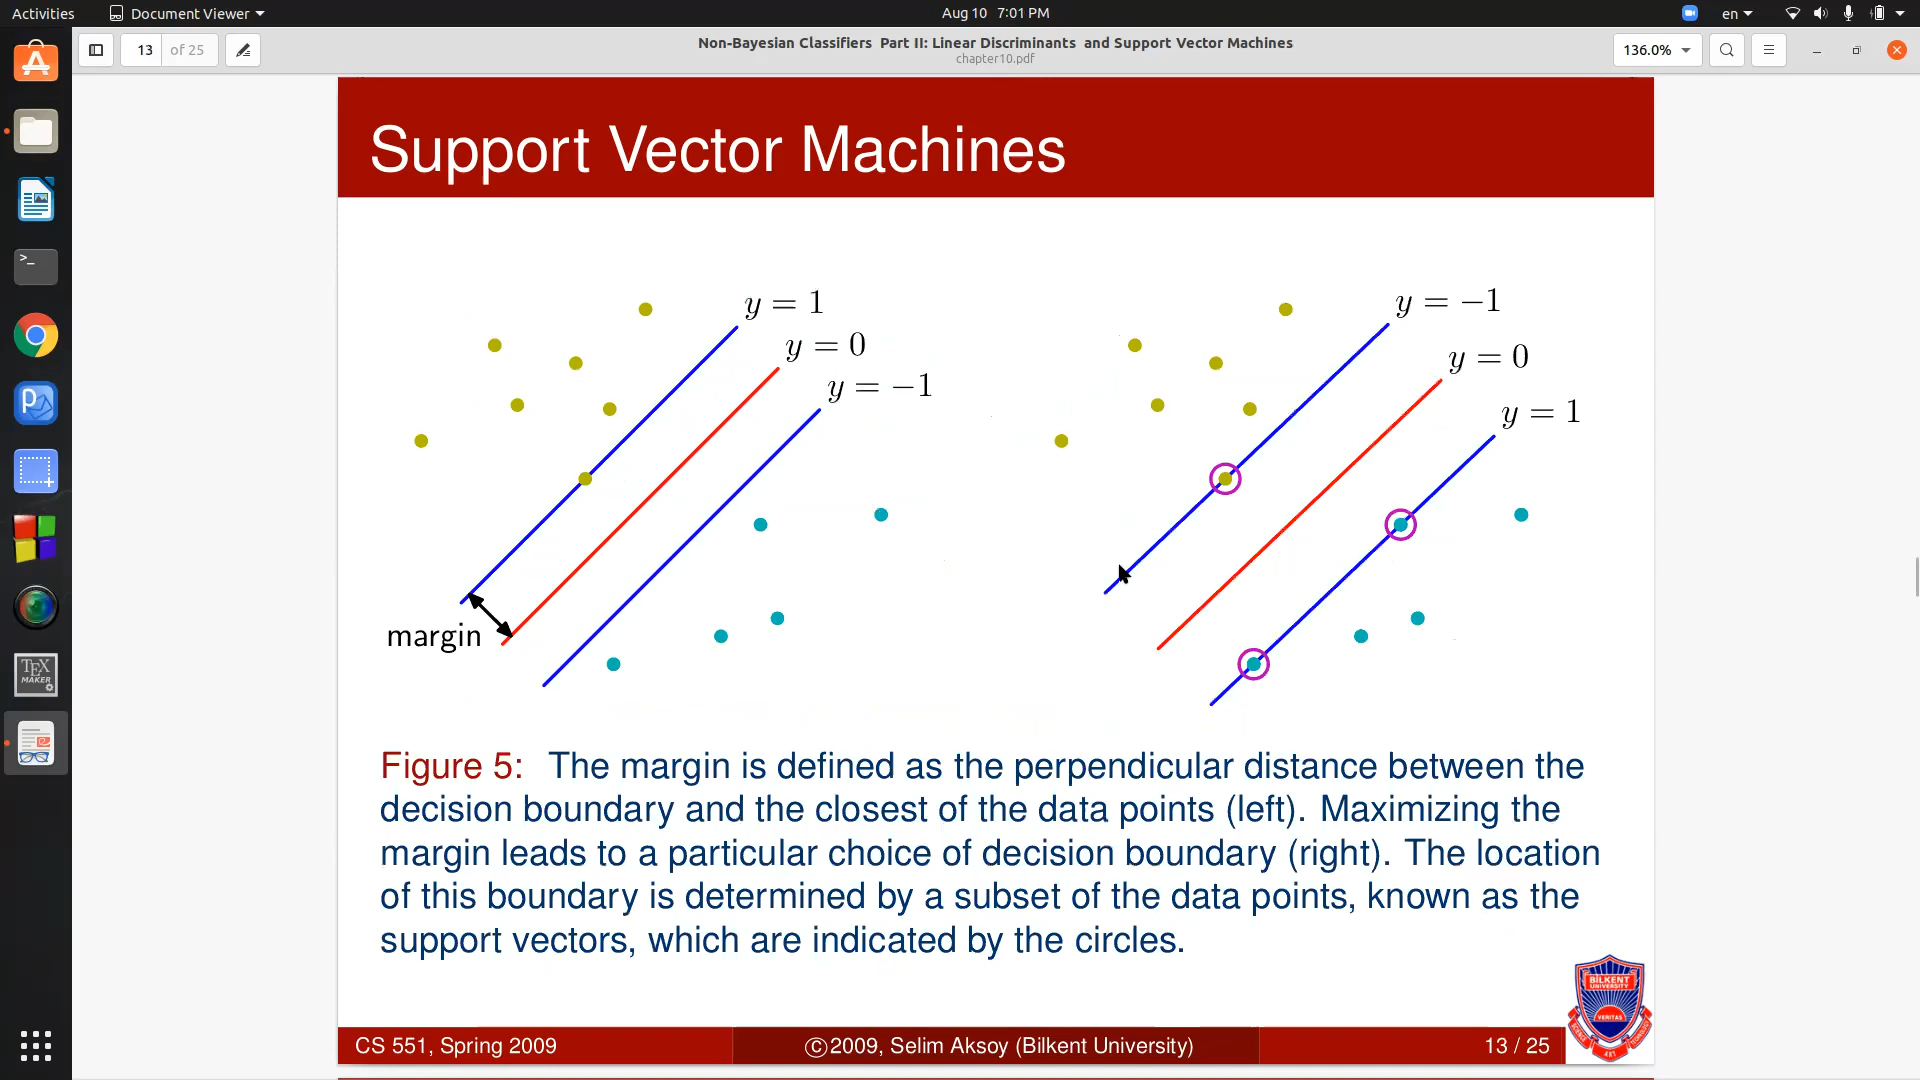 Activities
Document Viewer
Aug 10 7:01 PM
en
13 of 25
Non-Bayesian Classifiers Part II: Linear Discriminants and Support Vector Machines
chapter10.pdf
136.0%
Support Vector Machines
y = 1
y = 0
y = −1
margin
y = −1
y = 0
y = 1
Figure 5: The margin is defined as the perpendicular distance between the
decision boundary and the closest of the data points (left). Maximizing the
margin leads to a particular choice of decision boundary (right). The location
of this boundary is determined by a subset of the data points, known as the
support vectors, which are indicated by the circles.
BILKENT
UNIVERSITY
CS 551, Spring 2009
©2009, Selim Aksoy (Bilkent University)
13 / 25
TEX
MAKER
>_